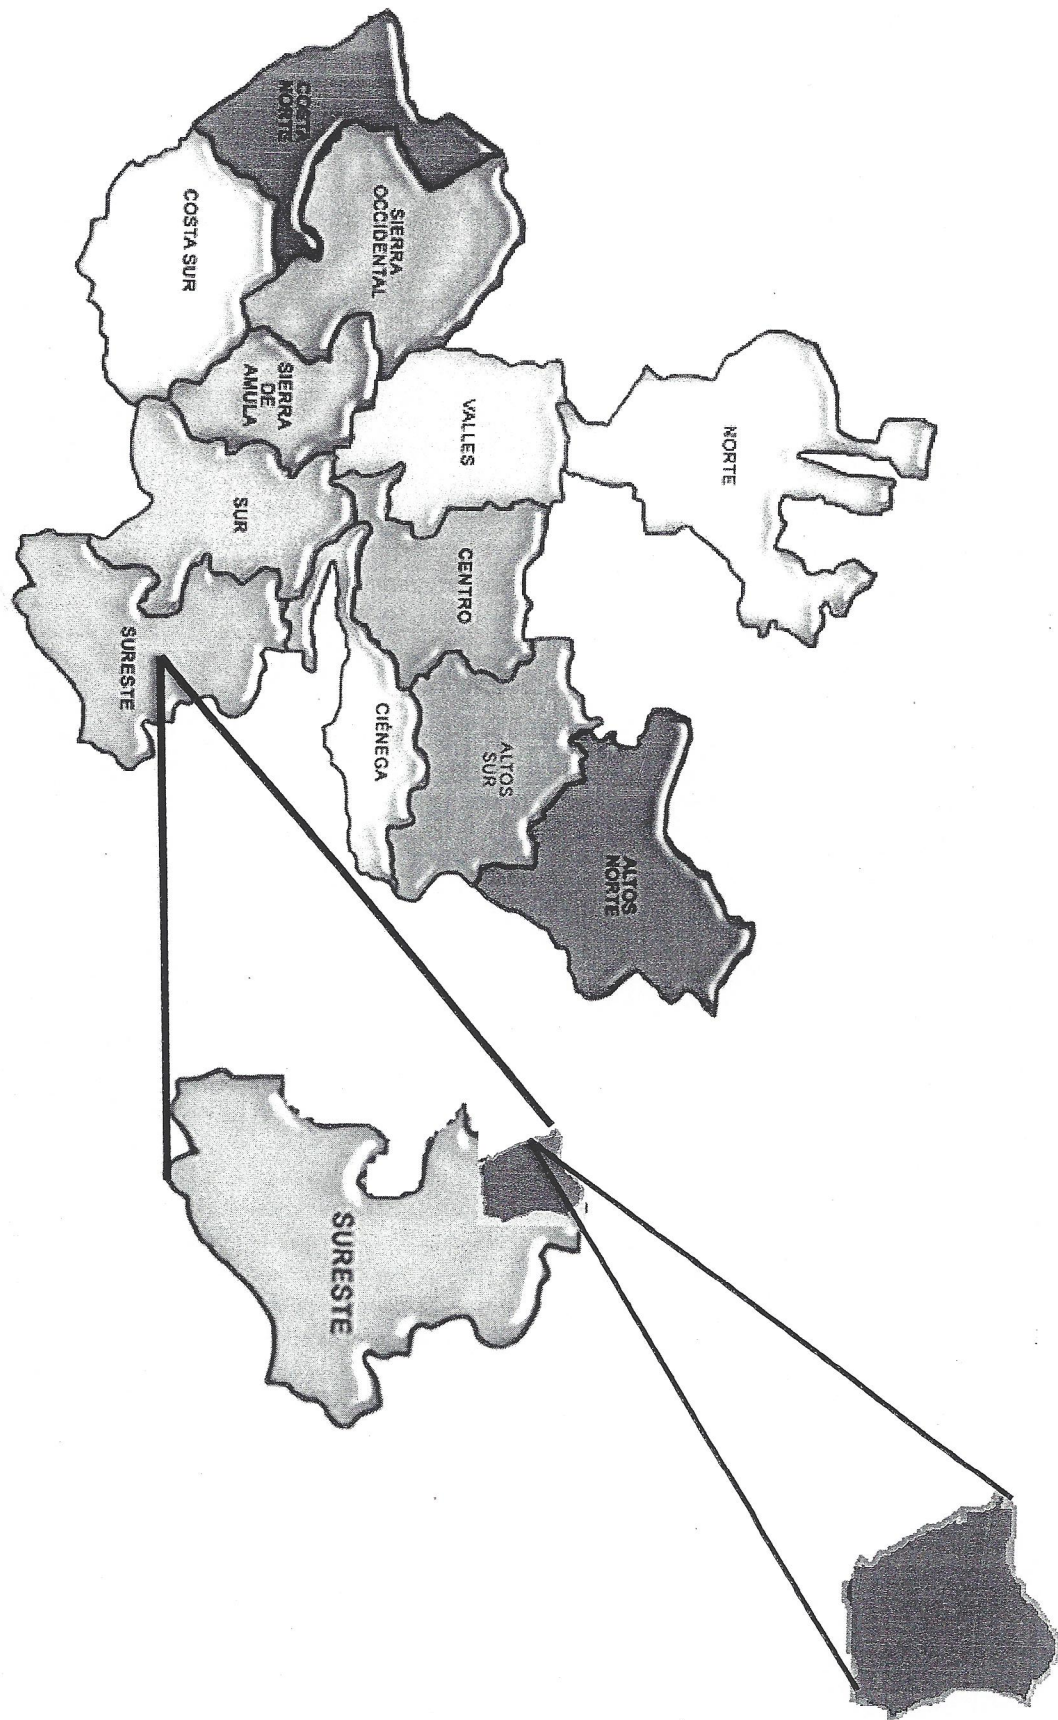 NORTE
COSTA
NORTE
SIERRA
OCCIDENTAL
VALLES
CENTRO
ALTOS
NORTE
ALTOS
SUR
COSTA SUR
SIERRA
DE
AMULA
SUR
CIÉNEGA
SURESTE
SURESTE